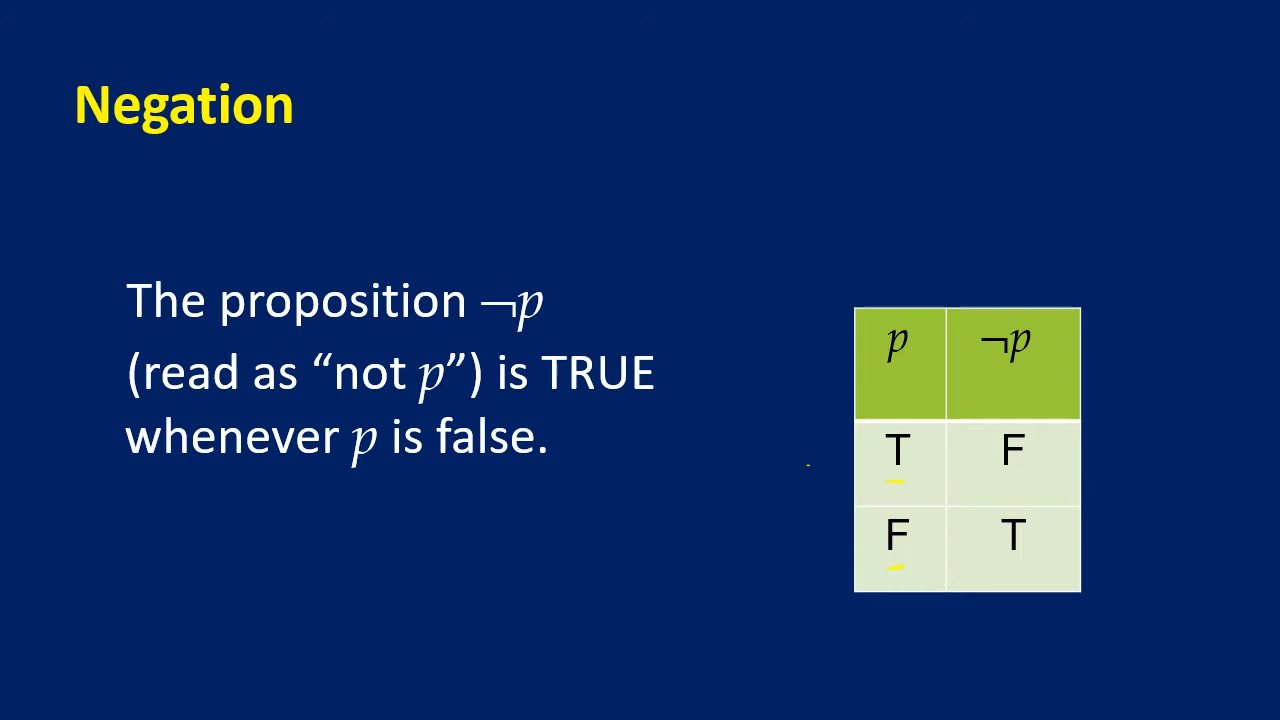 Negation
The proposition ¬p
(read as “not p”) is TRUE
whenever p is false.
p ¬p
T F
F T